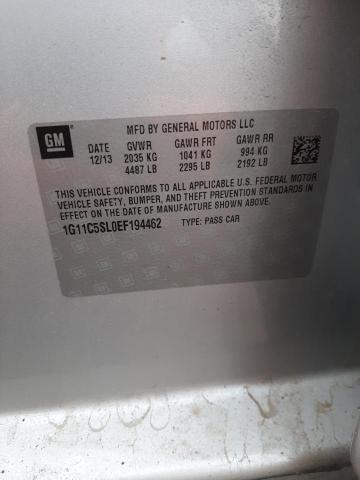 GM
MFD BY GENERAL MOTORS LLC
DATE GVWR GAWR FRT GAWR RR
12/13 2035 KG 1041 KG 994 KG
4487 LB 2295 LB 2192 LB
THIS VEHICLE CONFORMS TO ALL APPLICABLE U.S. FEDERAL MOTOR
VEHICLE SAFETY, BUMPER, AND THEFT PREVENTION STANDARDS IN
EFFECT ON THE DATE OF MANUFACTURE SHOWN ABOVE.
1G11C5SL0EF194462 TYPE: PASS CAR